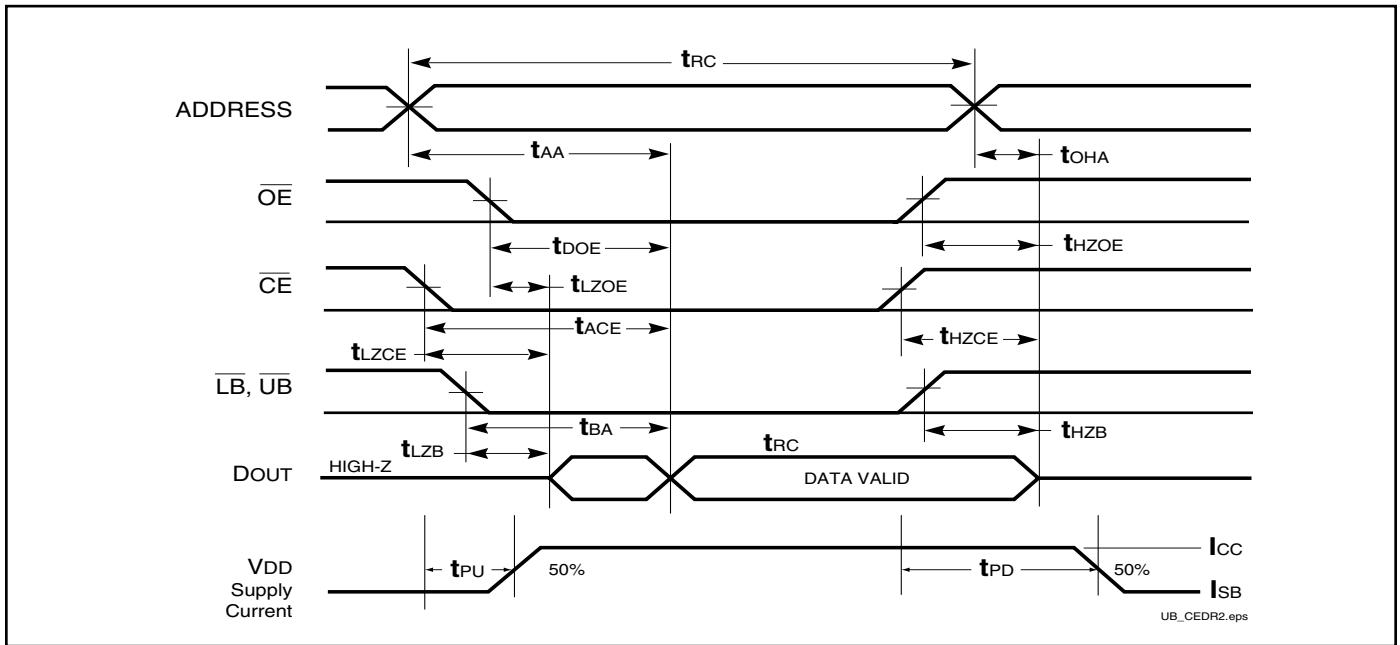 tRC
ADDRESS
tAA
tOHA
OE
tDOE
tHZOE
CE
tLZOE
tACE
tHZCE
tLZCE
LB, UB
tBA
tHZB
tLZB
tRC
DOUT
HIGH-Z
DATA VALID
ICC
VDD
Supply
Current
tPU
50%
tPD
50%
ISB
UB_CEDR2.eps